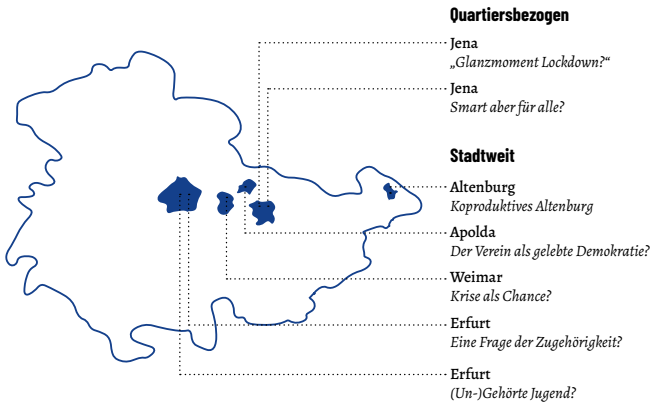 Quartiersbezogen
Jena
„Glanzmoment Lockdown?“
Jena
Smart aber für alle?
Stadtweit
Altenburg
Koproduktives Altenburg
Apolda
Der Verein als gelebte Demokratie?
Weimar
Krise als Chance?
Erfurt
Eine Frage der Zugehörigkeit?
Erfurt
(Un-)Gehörte Jugend?